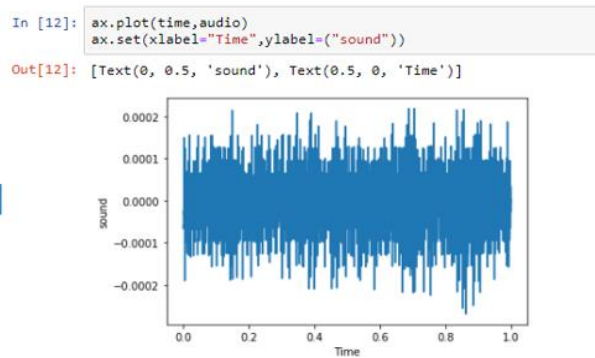 In [12]: ax.plot(time,audio)
ax.set(xlabel="Time",ylabel=("sound"))
Out[12]: [Text(0, 0.5, 'sound'), Text(0.5, 0, 'Time')]
0.0002
0.0001
0.0000
−0.0001
−0.0002
sound
0.0 0.2 0.4 0.6 0.8 1.0
Time